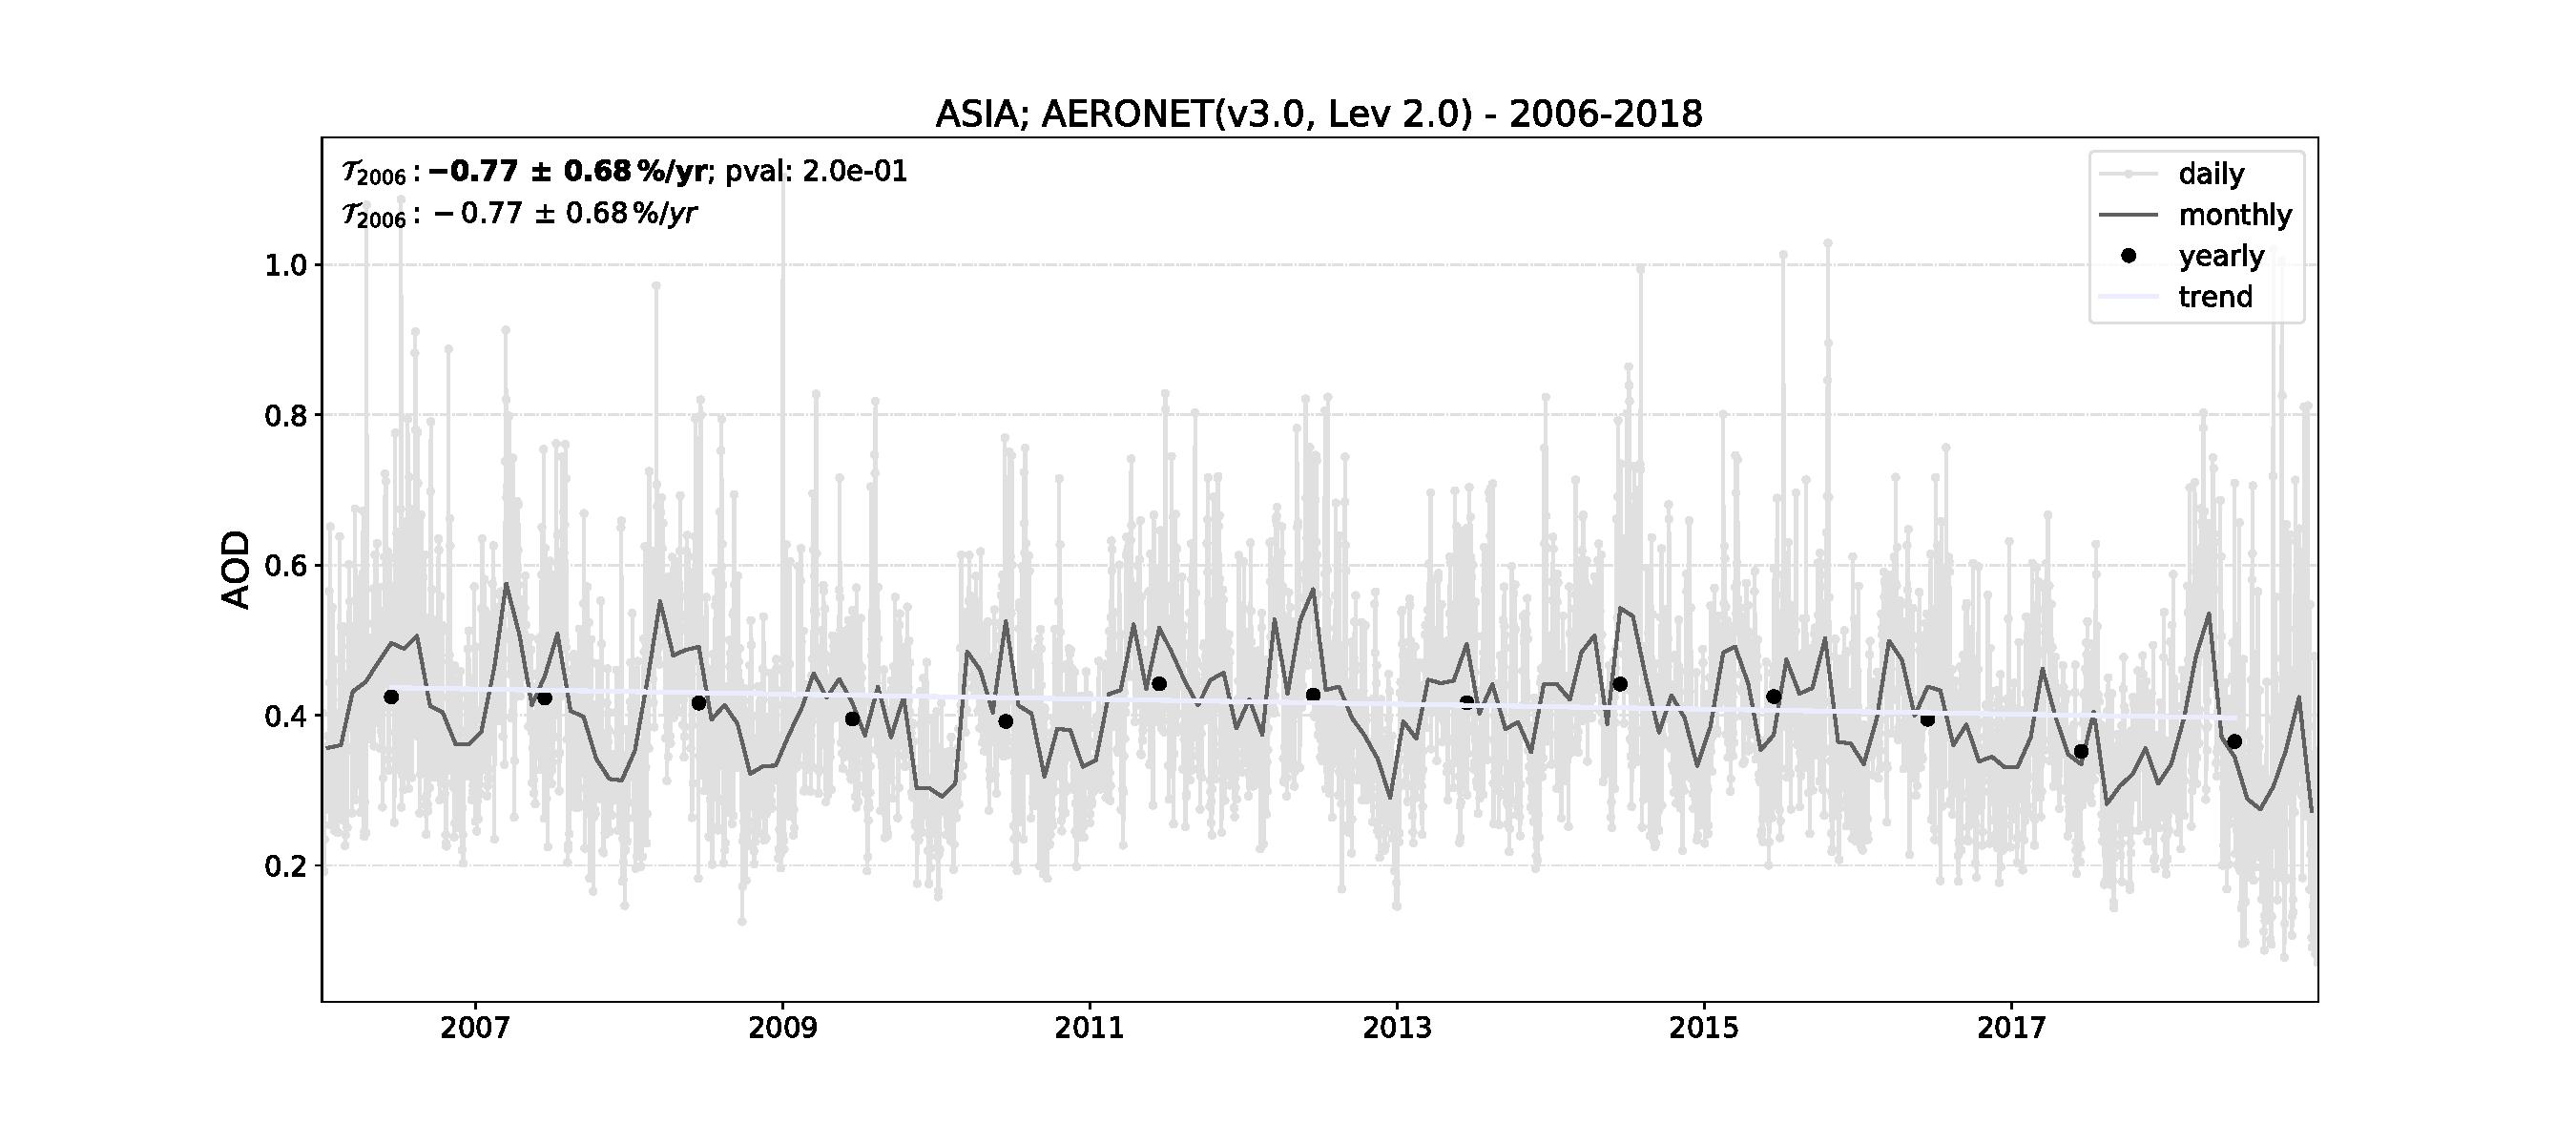 ASIA; AERONET(v3.0, Lev 2.0) - 2006-2018
𝒯2006 : −0.77 ± 0.68 %/yr; pval: 2.0e-01
𝒯2006 : − 0.77 ± 0.68 %/yr
daily
monthly
yearly
trend
AOD
1.0
0.8
0.6
0.4
0.2
2007 2009 2011 2013 2015 2017